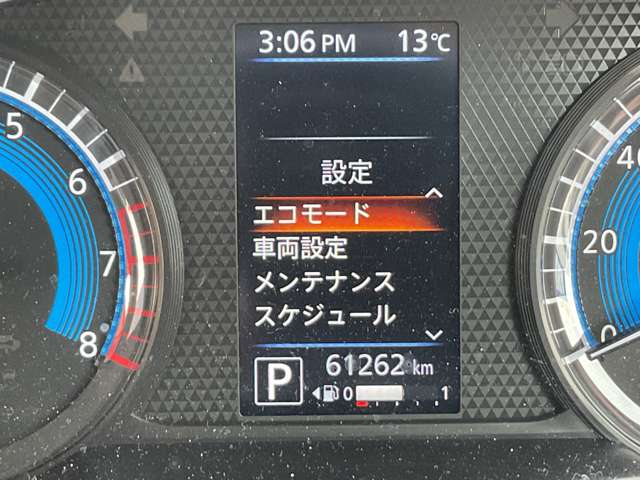 3:06 PM 13℃
設定
エコモード
車両設定
メンテナンス
スケジュール
P 61262 km
0 1
5
6
7
8
40
20
0